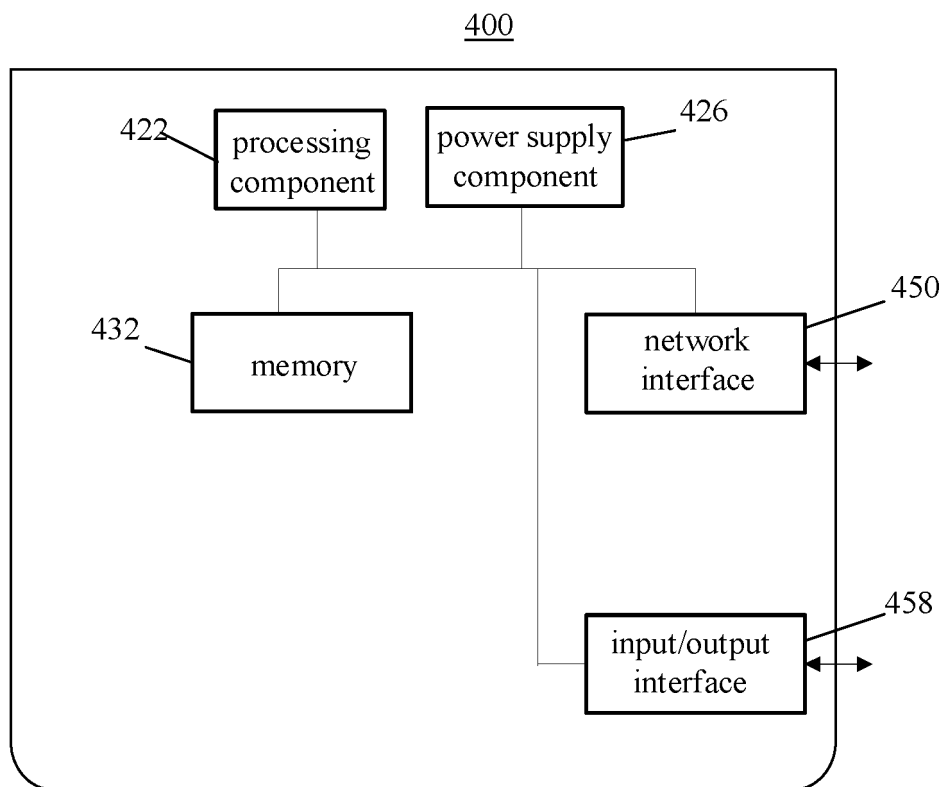 400
422
processing
component
power supply
component
426
432
memory
network
interface
450
input/output
interface
458